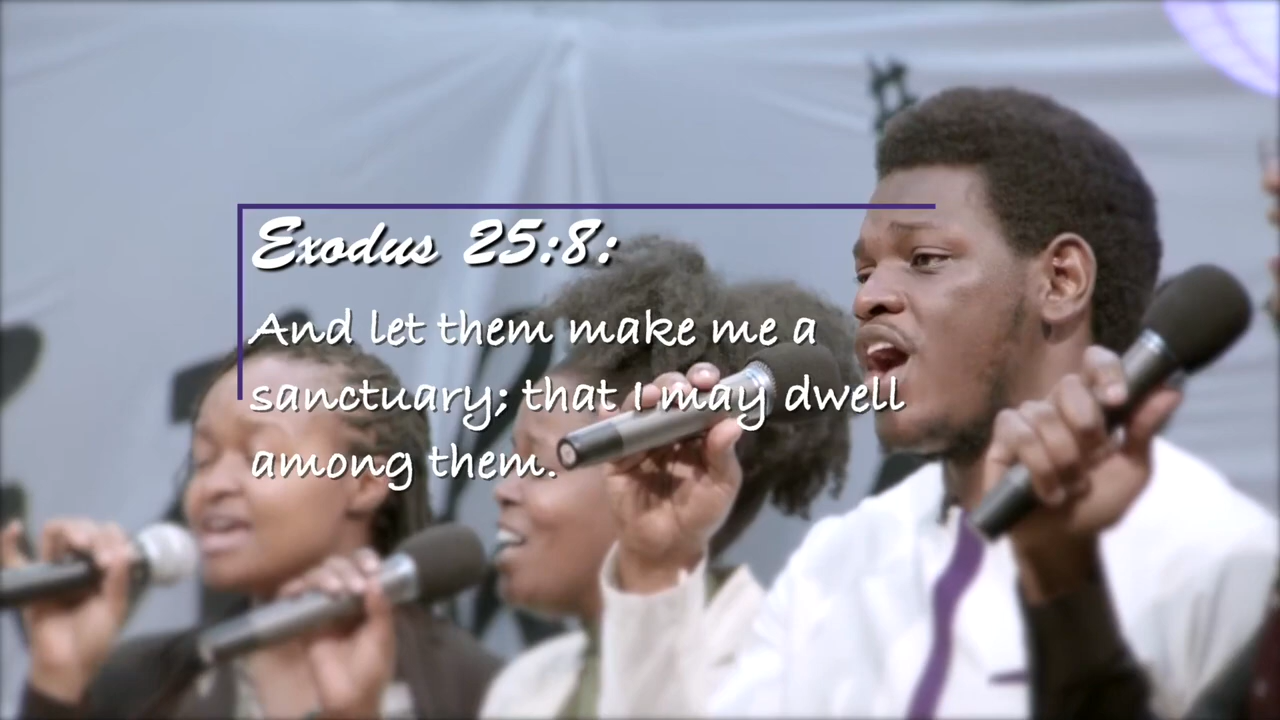 Exodus 25:8:
And let them make me a
sanctuary; that I may dwell
among them.